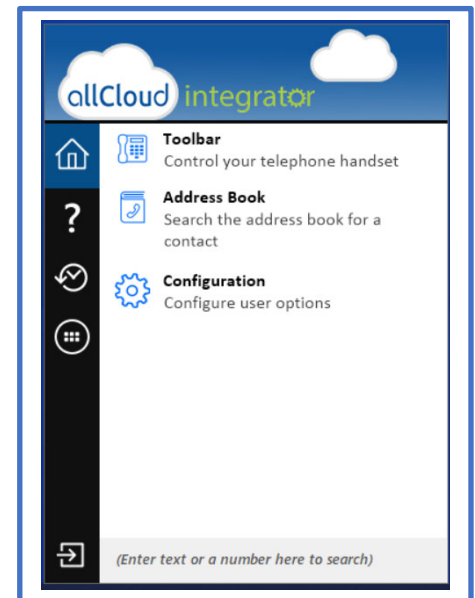 allCloud integrator
Toolbar
Control your telephone handset
Address Book
Search the address book for a
contact
?
Configuration
Configure user options
(Enter text or a number here to search)